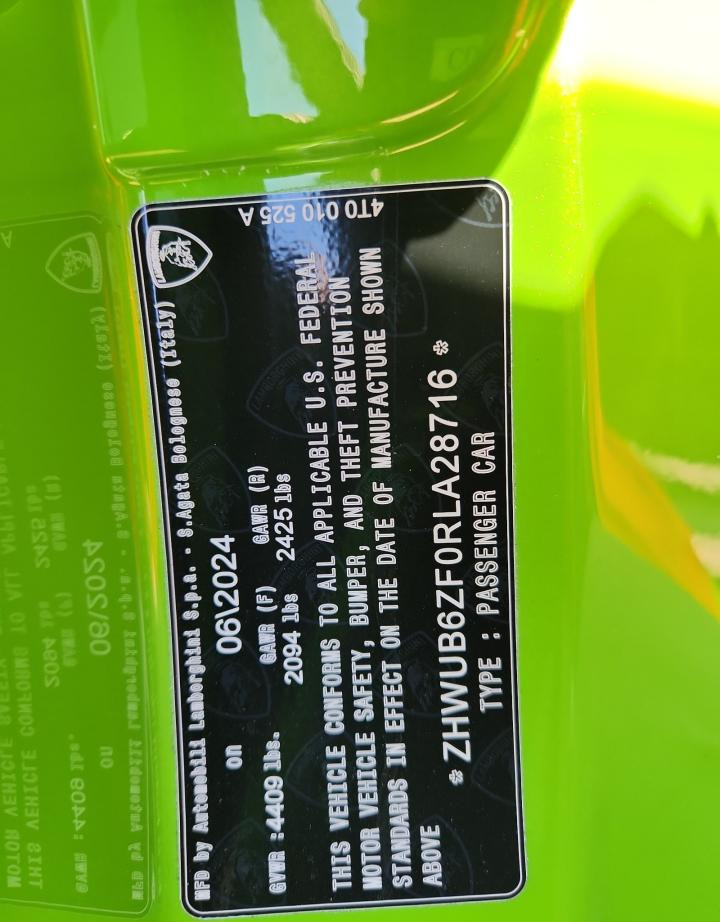 MFD by Automobili Lamborghini S.p.a. - S.Agata Bolognese (Italy)
on 06\2024
GAWR (F) GAWR (R)
GVWR :4409 lbs. 2094 lbs 2425 lbs
THIS VEHICLE CONFORMS TO ALL APPLICABLE U.S. FEDERAL
MOTOR VEHICLE SAFETY, BUMPER, AND THEFT PREVENTION
STANDARDS IN EFFECT ON THE DATE OF MANUFACTURE SHOWN
ABOVE
* ZHWUB6ZF0RLA28716 *
TYPE : PASSENGER CAR
4T0 010 525 A